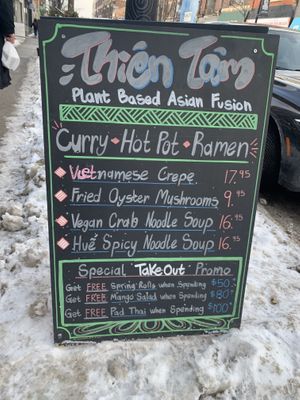 Thiên Tâm
Plant Based Asian Fusion
Curry Hot Pot Ramen
Vietnamese Crepe 17.95
Fried Oyster Mushrooms 9.95
Vegan Crab Noodle Soup 16.95
Huế Spicy Noodle Soup 16.95
Special "TakeOut" Promo
Get FREE Spring Rolls when Spending $50
Get FREE Mango Salad when Spending $80
Get FREE Pad Thai when Spending $100